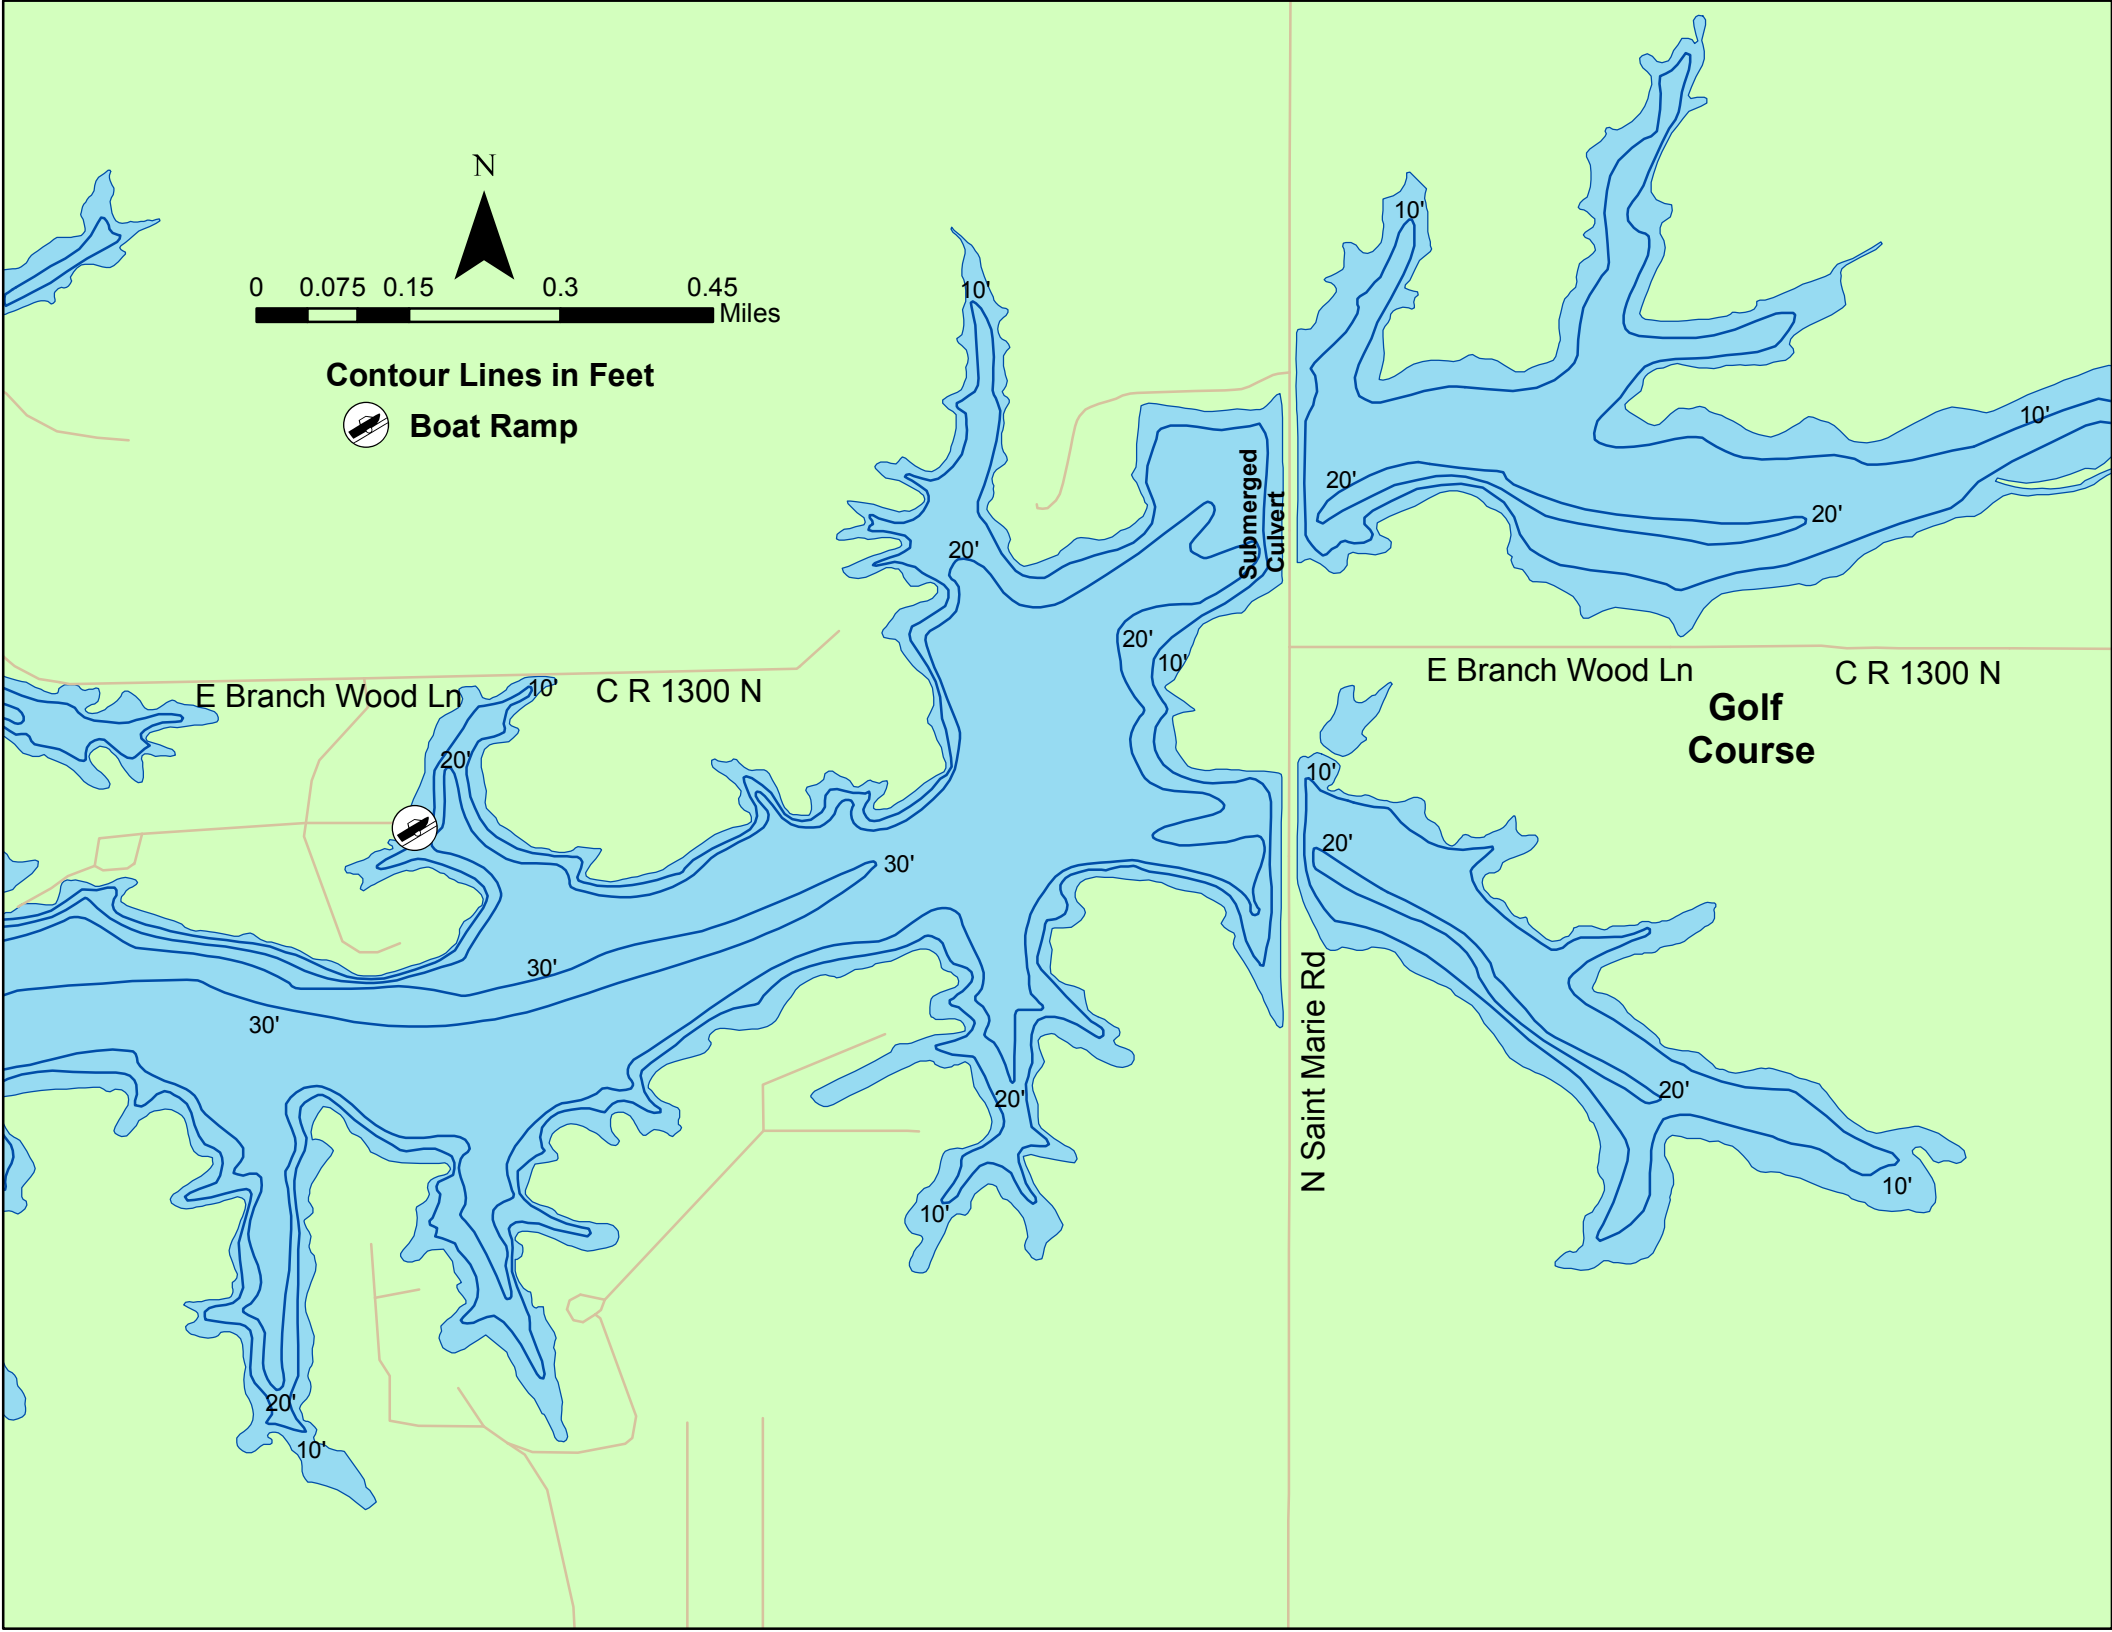 N
0 0.075 0.15 0.3 0.45
Miles
Contour Lines in Feet
Boat Ramp
10'
10'
10'
20'
20'
20'
Submerged
Culvert
20'
10'
E Branch Wood Ln
10'
C R 1300 N
E Branch Wood Ln
C R 1300 N
Golf
Course
20'
10'
20'
30'
30'
30'
N Saint Marie Rd
20'
20'
10'
10'
20'
10'